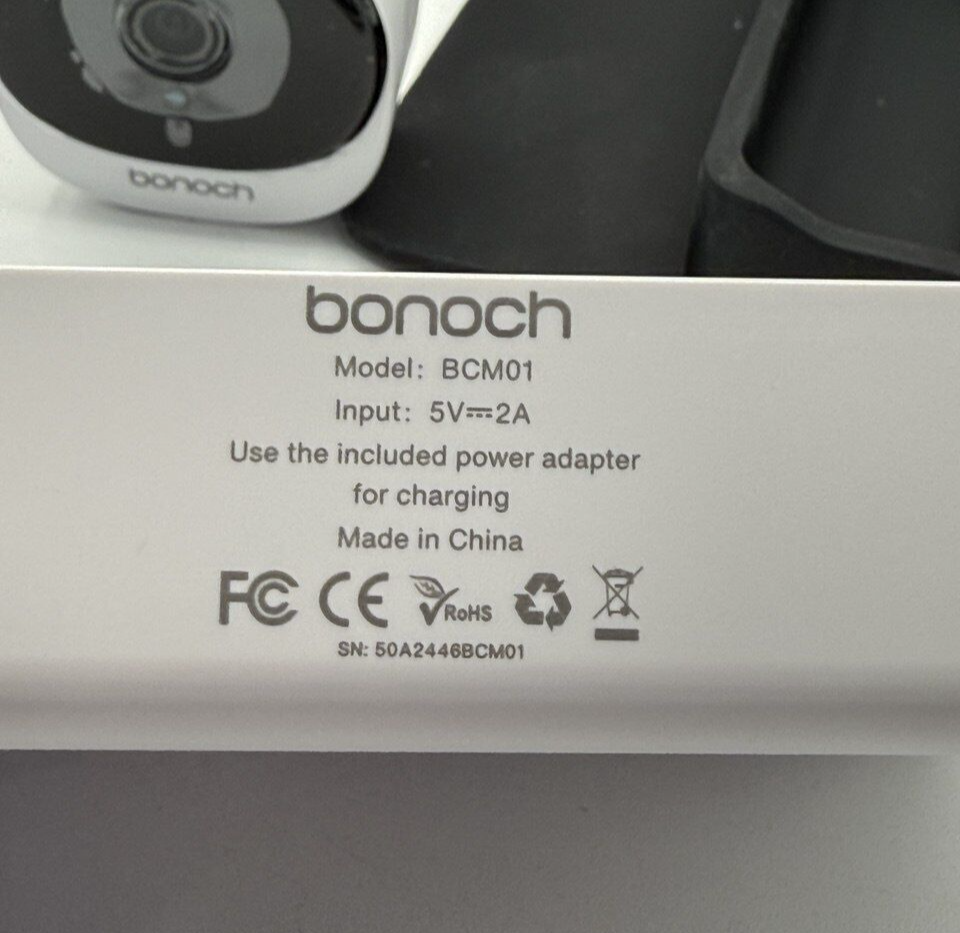 bonoch
bonoch
Model: BCM01
Input: 5V⎓2A
Use the included power adapter
for charging
Made in China
FC CE RoHS
SN: 50A2446BCM01